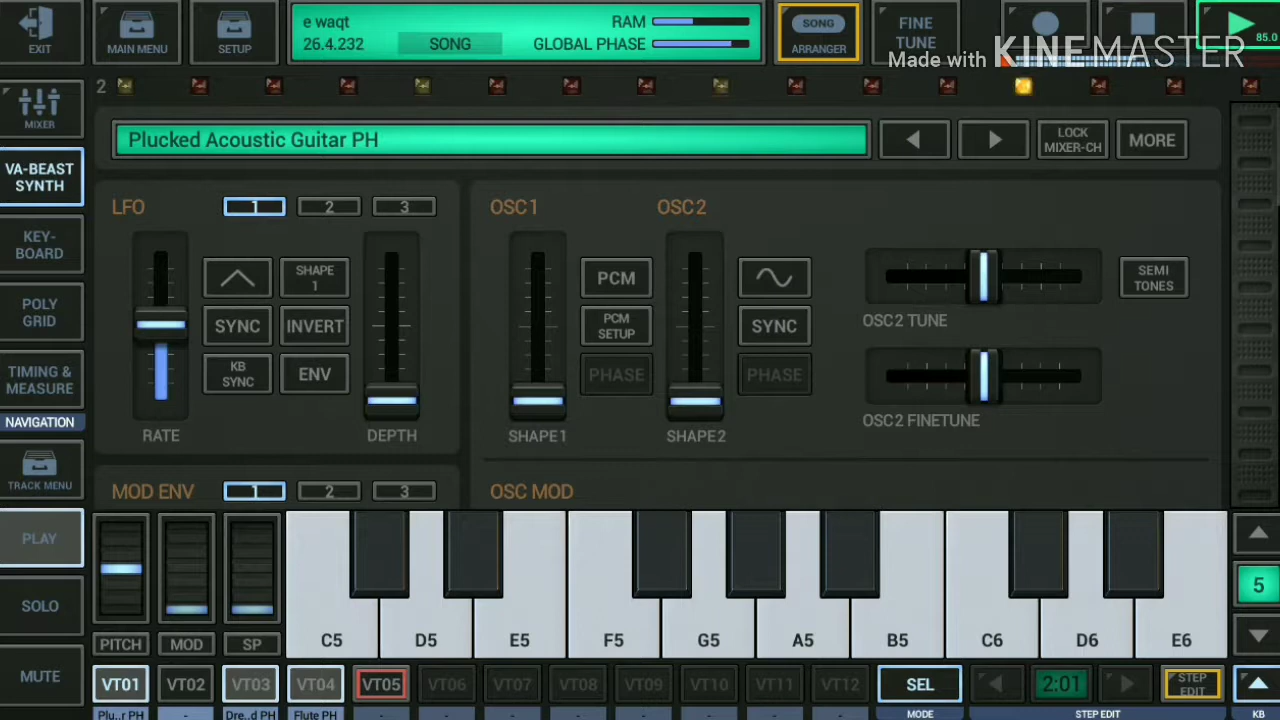 EXIT
MAIN MENU
SETUP
e waqt
26.4.232
SONG
RAM
GLOBAL PHASE
SONG
ARRANGER
FINE
TUNE
85.0
Made with KINEMASTER
MIXER
2
Plucked Acoustic Guitar PH
LOCK
MIXER-CH
MORE
VA-BEAST
SYNTH
KEY-
BOARD
POLY
GRID
TIMING &
MEASURE
NAVIGATION
TRACK MENU
PLAY
SOLO
MUTE
LFO
1
2
3
SHAPE
1
SYNC
INVERT
KB
SYNC
ENV
RATE
DEPTH
OSC1
OSC2
PCM
PCM
SETUP
PHASE
SYNC
PHASE
SHAPE1
SHAPE2
OSC2 TUNE
SEMI
TONES
OSC2 FINETUNE
MOD ENV
1
2
3
OSC MOD
PITCH
MOD
SP
C5
D5
E5
F5
G5
A5
B5
C6
D6
E6
5
VT01
VT02
VT03
VT04
VT05
VT06
VT07
VT08
VT09
VT10
VT11
VT12
SEL
2:01
STEP
EDIT
Plu..r PH
-
Dre..d PH
Flute PH
-
-
-
-
-
-
-
-
MODE
STEP EDIT
KB